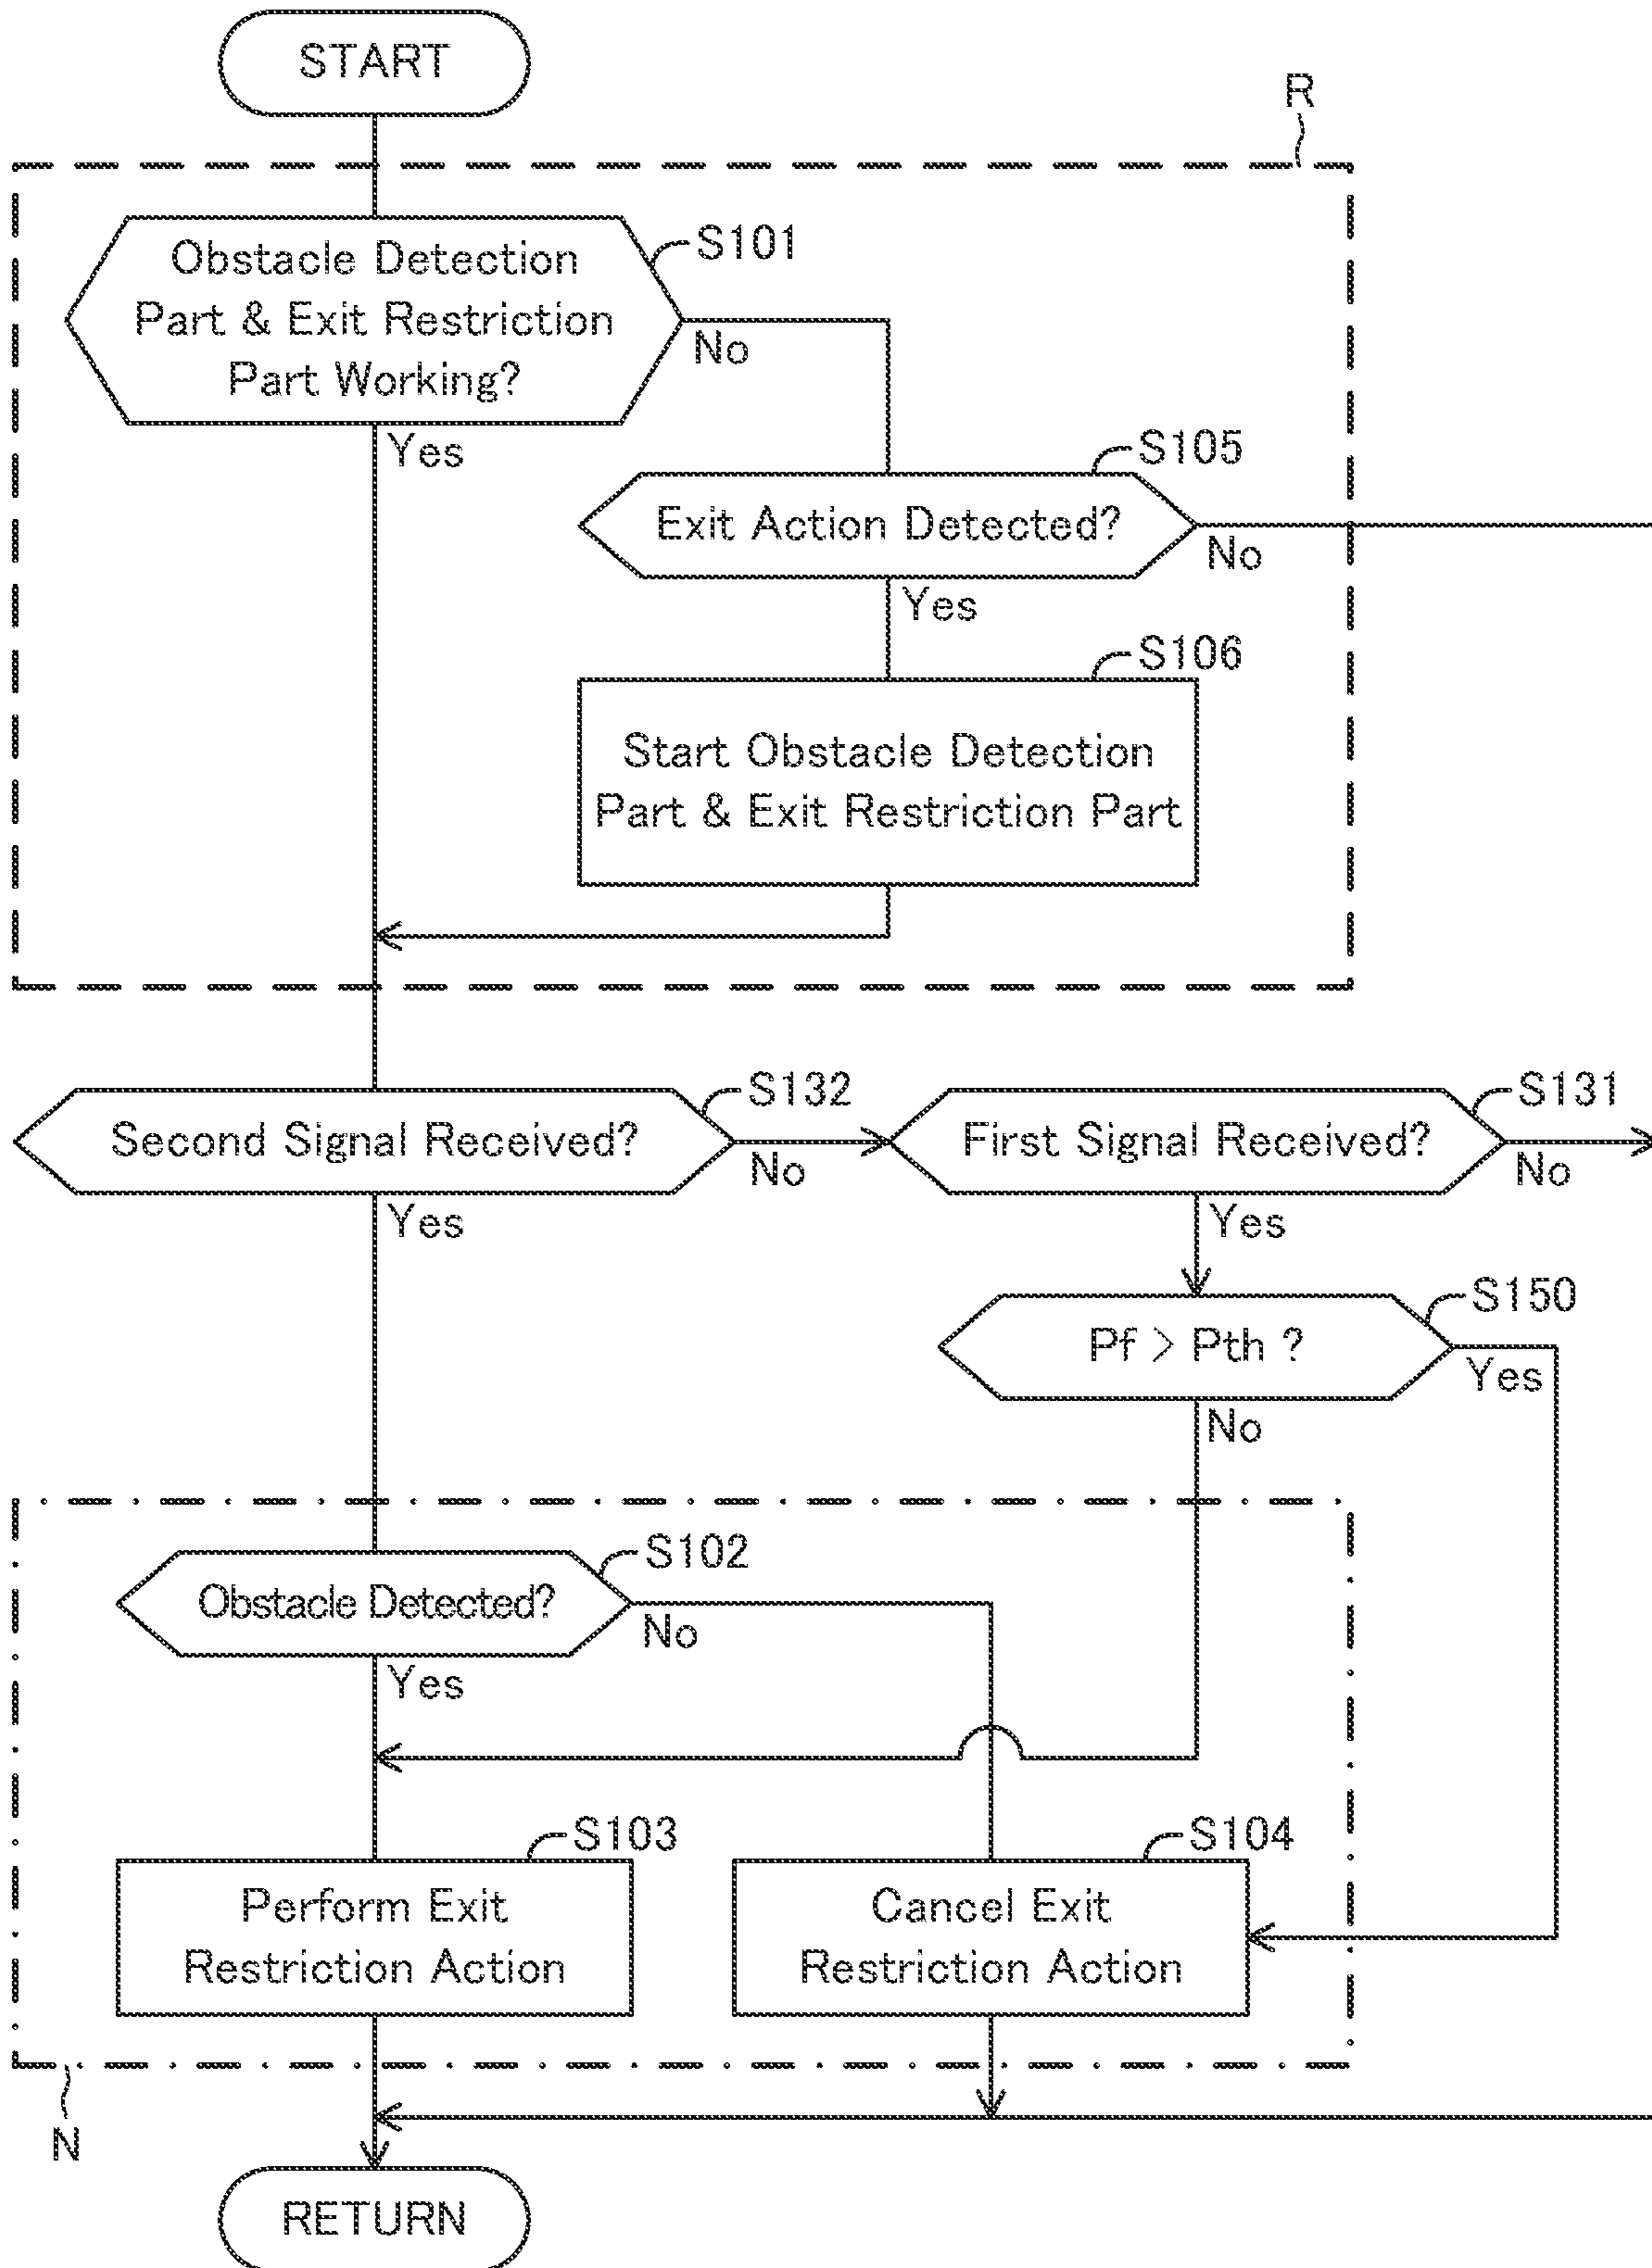 START
R
Obstacle Detection
Part & Exit Restriction
Part Working?
S101
No
Yes
S105
Exit Action Detected?
No
Yes
S106
Start Obstacle Detection
Part & Exit Restriction Part
S132
Second Signal Received?
No
Yes
S131
First Signal Received?
No
Yes
S150
Pf > Pth ?
Yes
No
S102
Obstacle Detected?
No
Yes
S103
Perform Exit
Restriction Action
S104
Cancel Exit
Restriction Action
N
RETURN